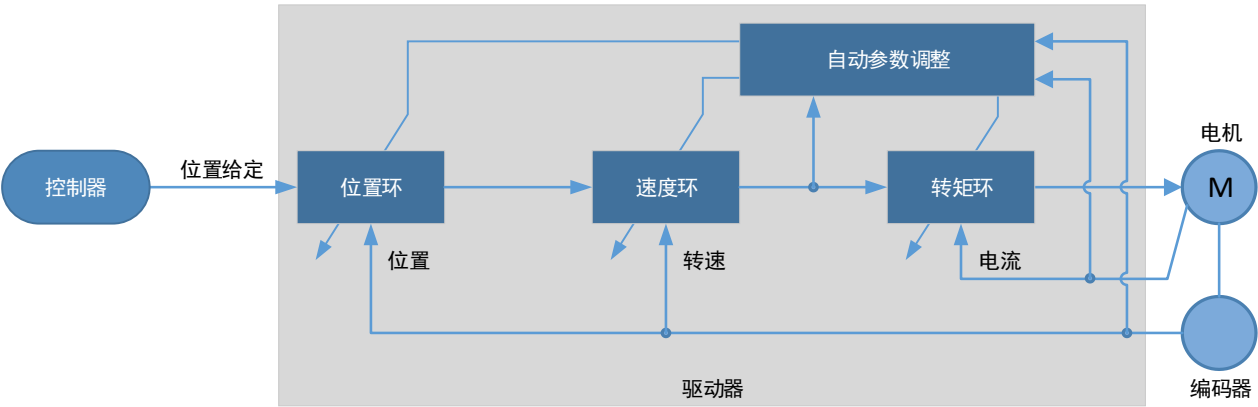 自动参数调整
电机
位置给定
控制器
位置环
速度环
转矩环
M
位置
转速
电流
驱动器
编码器